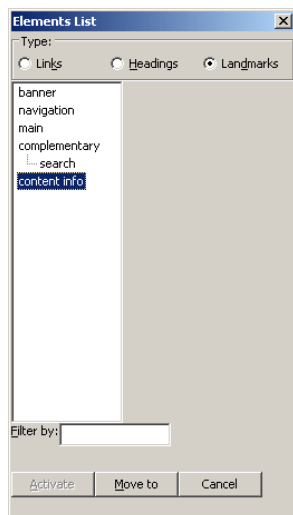 Elements List
Type:
Links Headings Landmarks
banner
navigation
main
complementary
search
content info
Filter by:
Activate Move to Cancel